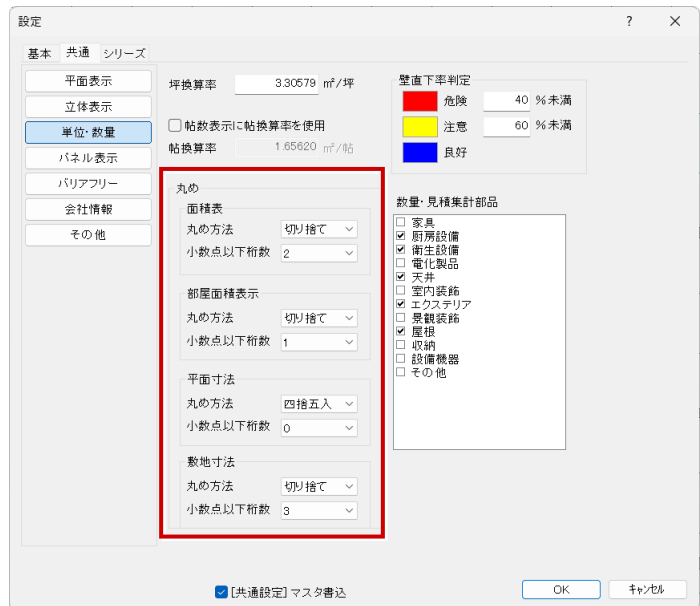 設定
? ×
基本 共通 シリーズ
平面表示
立体表示
単位・数量
パネル表示
バリアフリー
会社情報
その他
坪換算率 3.30579 ㎡/坪
帖数表示に帖換算率を使用
帖換算率 1.65620 ㎡/帖
丸め
面積表
丸め方法 切り捨て
小数点以下桁数 2
部屋面積表示
丸め方法 切り捨て
小数点以下桁数 1
平面寸法
丸め方法 四捨五入
小数点以下桁数 0
敷地寸法
丸め方法 切り捨て
小数点以下桁数 3
壁直下率判定
危険 40 %未満
注意 60 %未満
良好
数量・見積集計部品
家具
厨房設備
衛生設備
電化製品
天井
室内装飾
エクステリア
景観装飾
屋根
収納
設備機器
その他
[共通設定] マスタ書込
OK
キャンセル